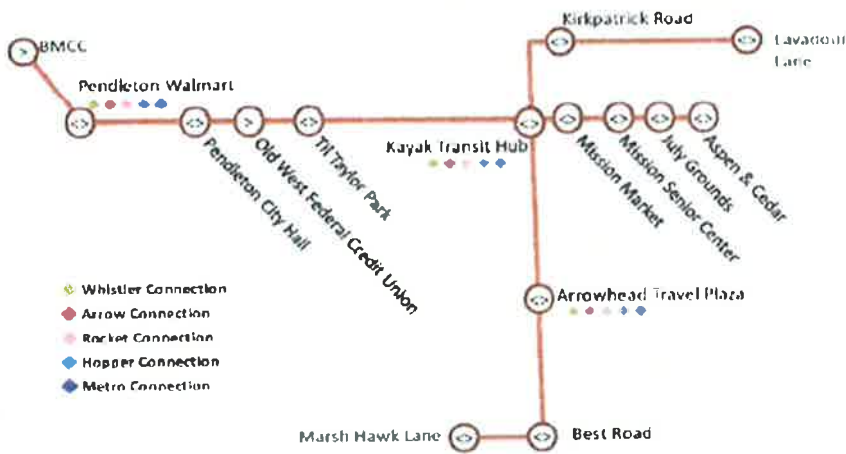 Kirkpatrick Road
BMCC
Lavadour
Lane
Pendleton Walmart
Kayak Transit Hub
Pendleton City Hall
Old West Federal Credit Union
Til Taylor Park
Mission Market
Mission Senior Center
July Grounds
Aspen & Cedar
Whistler Connection
Arrow Connection
Rocket Connection
Hopper Connection
Metro Connection
Arrowhead Travel Plaza
Marsh Hawk Lane
Best Road